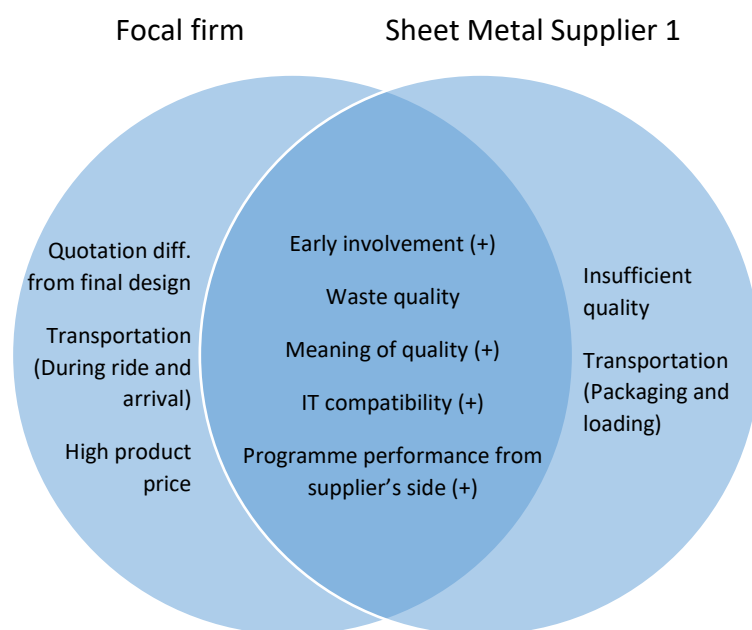 Focal firm
Sheet Metal Supplier 1
Quotation diff.
from final design
Transportation
(During ride and
arrival)
High product
price
Early involvement (+)
Waste quality
Meaning of quality (+)
IT compatibility (+)
Programme performance from
supplier’s side (+)
Insufficient
quality
Transportation
(Packaging and
loading)